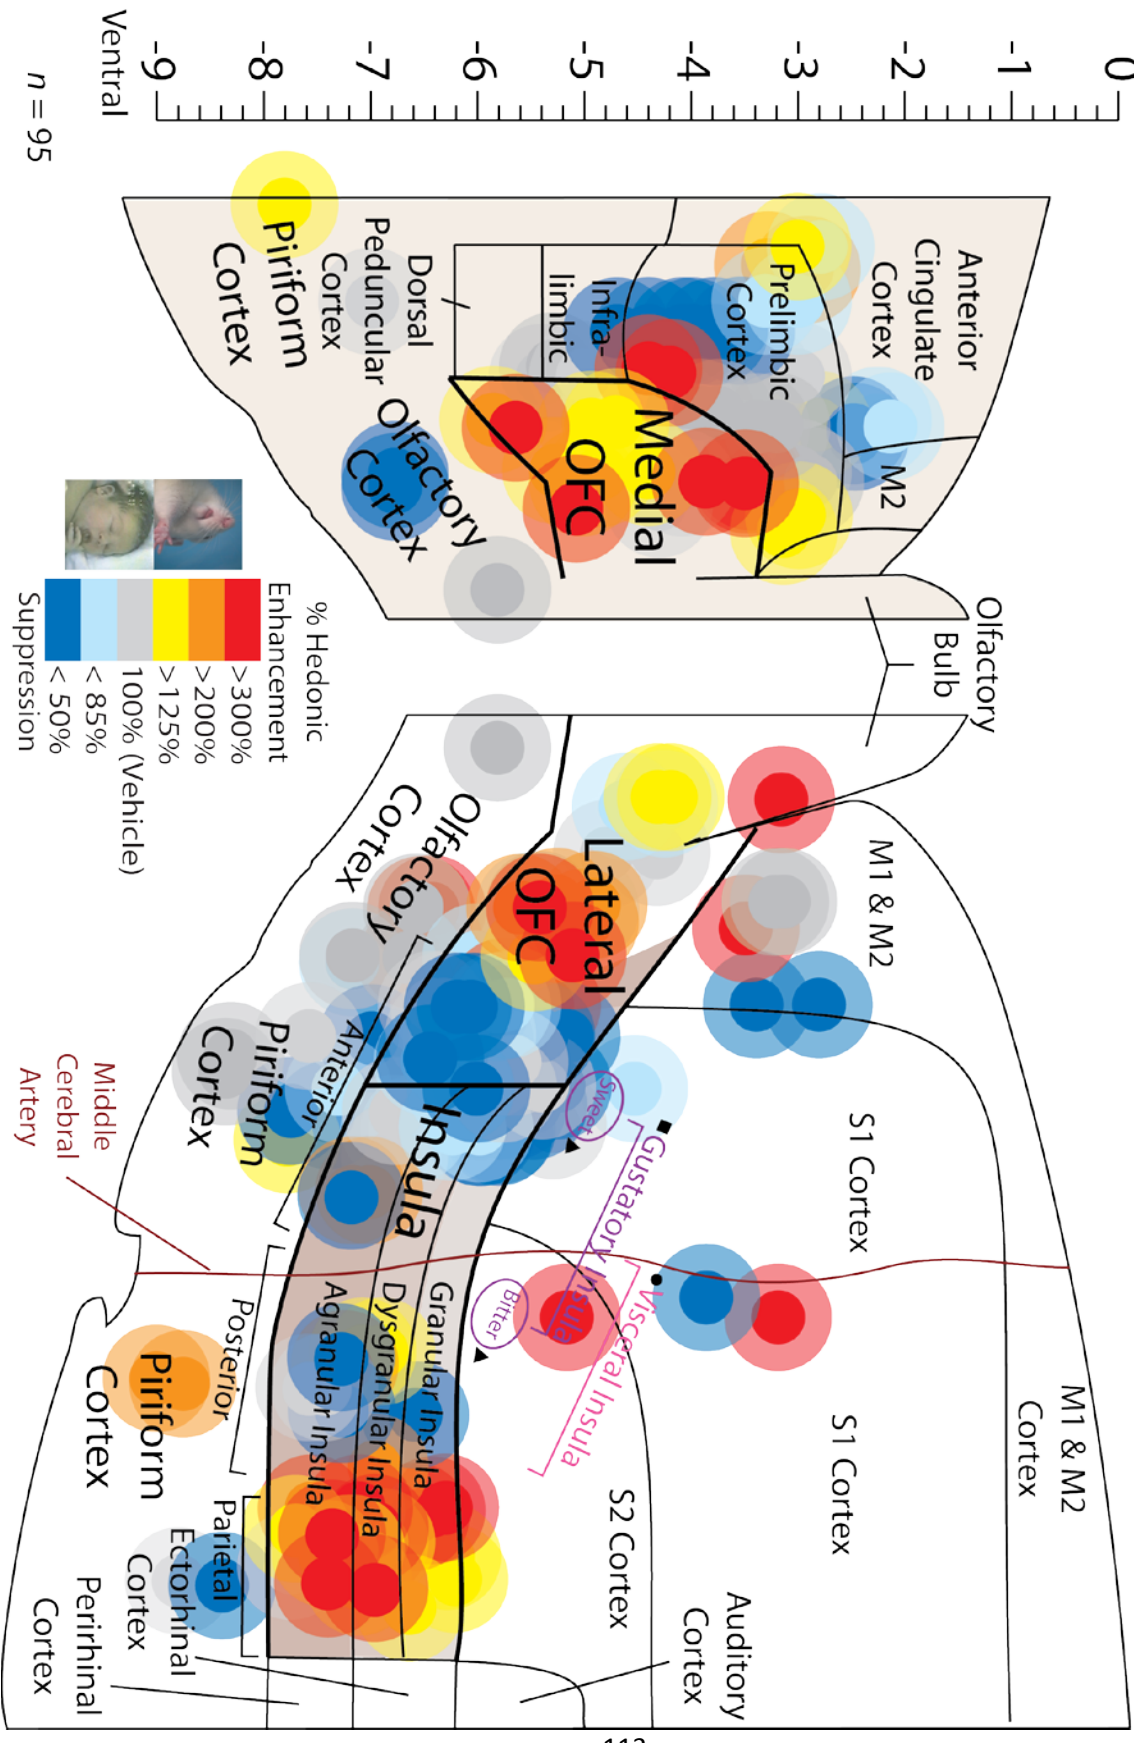 0
-1
-2
-3
-4
-5
-6
-7
-8
-9
Ventral
n = 95
Anterior
Cingulate
Cortex
M2
Prelimbic
Cortex
Infra-
limbic
Medial
OFC
Dorsal
Peduncular
Cortex
Piriform
Cortex
Olfactory
Cortex
Olfactory
Bulb
% Hedonic
Enhancement
>300%
>200%
>125%
100% (Vehicle)
< 85%
< 50%
Suppression
M1 & M2
Lateral
OFC
Olfactory
Cortex
S1 Cortex
Sweet
Gustatory Insula
Insula
Anterior
Piriform
Cortex
Middle
Cerebral
Artery
Visceral Insula
Bitter
Granular Insula
Dysgranular Insula
Agranular Insula
Posterior
Piriform
Cortex
M1 & M2
Cortex
S1 Cortex
S2 Cortex
Auditory
Cortex
Parietal
Ectorhinal
Cortex
Perirhinal
Cortex